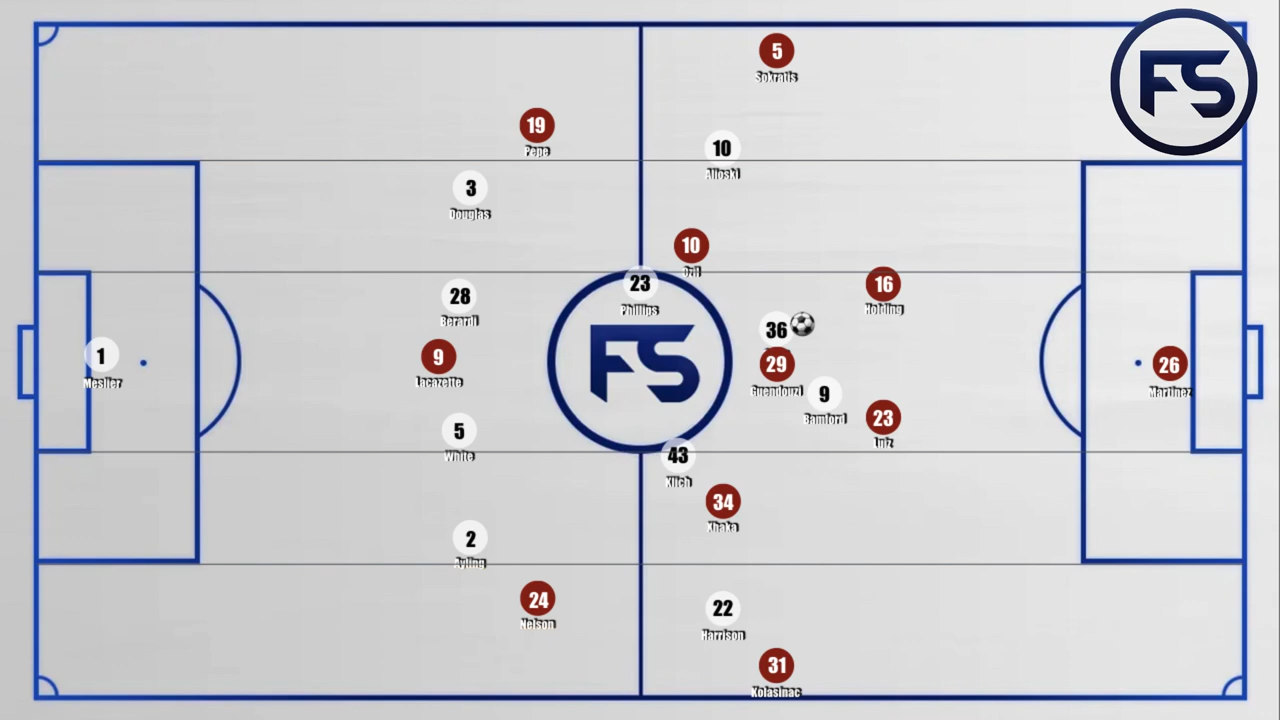 FS
5
Sokratis
19
Pepe
10
Alioski
3
Douglas
10
Ozil
23
Phillips
16
Holding
28
Berardi
36
FS
1
Meslier
9
Lacazette
29
Guendouzi
26
Martinez
9
Bamford
23
Luiz
5
White
43
Klich
34
Xhaka
2
Ayling
24
Nelson
22
Harrison
31
Kolasinac